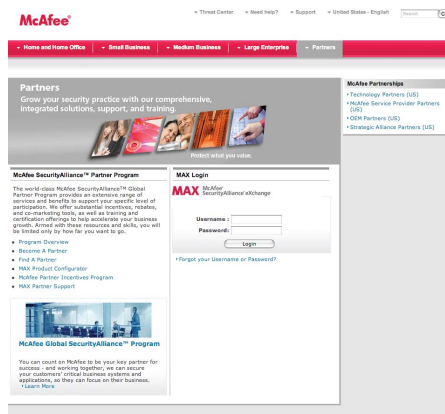 McAfee®
Threat Center Need help? Support United States - English Search
Home and Home Office Small Business Medium Business Large Enterprise Partners
Partners
Grow your security practice with our comprehensive,
integrated solutions, support, and training.
Protect what you value.
McAfee Partnerships
Technology Partners (US)
McAfee Service Provider Partners
(US)
OEM Partners (US)
Strategic Aliance Partners (US)
McAfee SecurityAlliance™ Partner Program
The world-class McAfee SecurityAlliance™ Global
Partner Program provides an extensive range of
services and benefits to support your specific level of
participation. We offer substantial incentives, rebates,
and co-marketing tools, as well as training and
certification offerings to help accelerate your business
growth. Armed with these resources and skills, you will
be limited only by how far you want to go.
Program Overview
Become A Partner
Find A Partner
MAX Product Configurator
McAfee Partner Incentives Program
MAX Partner Support
MAX Login
MAX McAfee
SecurityAlliance eXchange
Username :
Password:
Login
Forgot your Username or Password?
McAfee Global SecurityAlliance™ Program
You can count on McAfee to be your key partner for
success - and working together, we can secure
your customers' critical business systems and
applications, so they can focus on their business.
Learn More